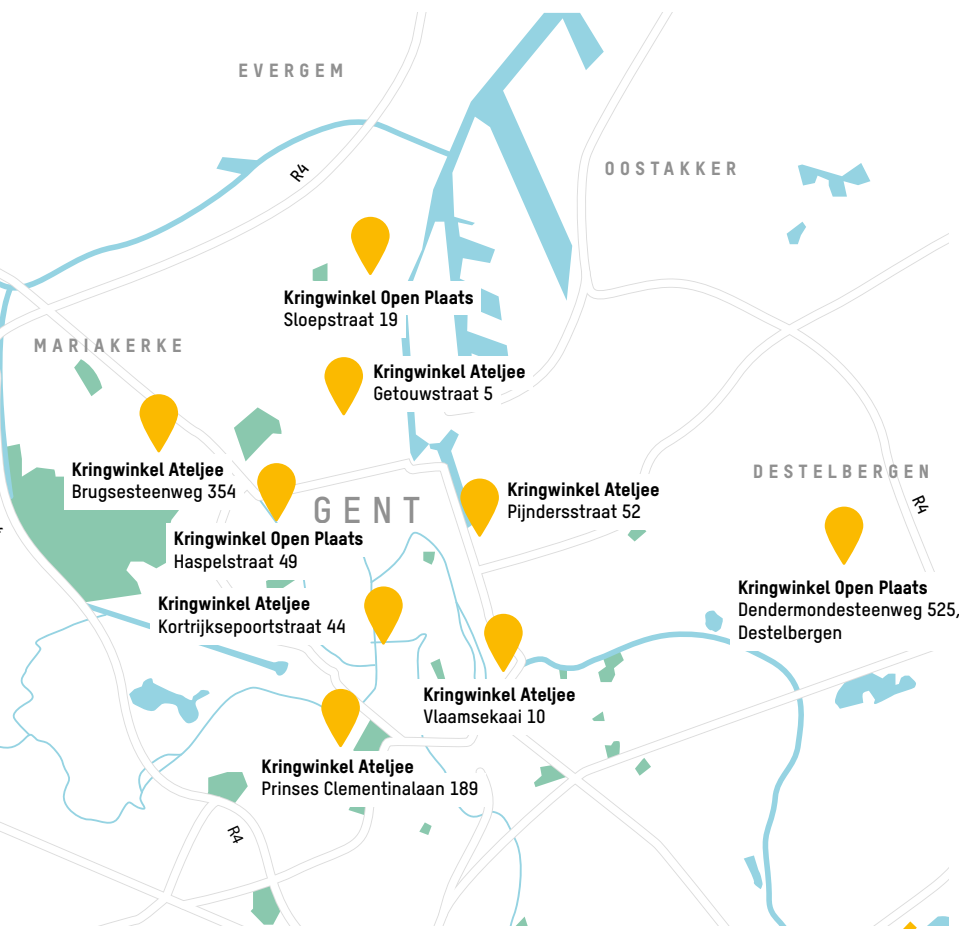 EVERGEM
OOSTAKKER
R4
Kringwinkel Open Plaats
Sloepstraat 19
MARIAKERKE
Kringwinkel Ateljee
Getouwstraat 5
Kringwinkel Ateljee
Brugsesteenweg 354
DESTELBERGEN
Kringwinkel Ateljee
Pijndersstraat 52
GENT
R4
Kringwinkel Open Plaats
Haspelstraat 49
Kringwinkel Open Plaats
Dendermondesteenweg 525,
Destelbergen
Kringwinkel Ateljee
Kortrijksepoortstraat 44
Kringwinkel Ateljee
Vlaamsekaai 10
Kringwinkel Ateljee
Prinses Clementinalaan 189
R4